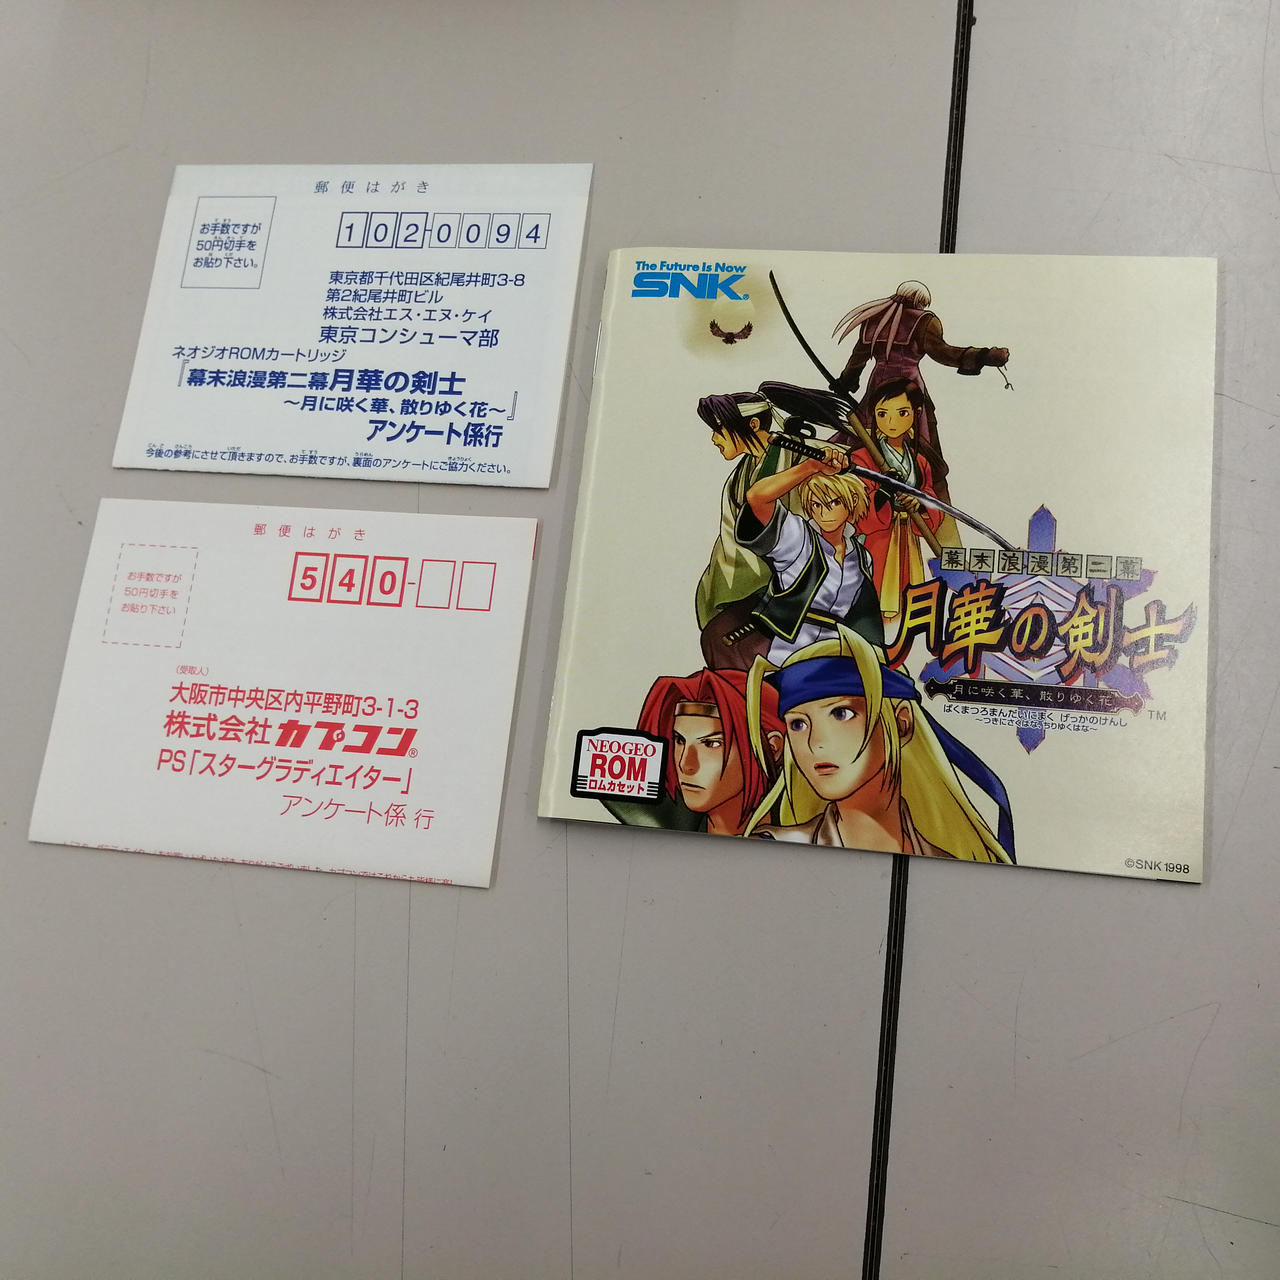 郵便はがき
お手数ですが
50円切手を
お貼り下さい。
1020094
東京都千代田区紀尾井町3-8
第2紀尾井町ビル
株式会社エス・エヌ・ケイ
東京コンシューマ部
ネオジオROMカートリッジ
『幕末浪漫第二幕月華の剣士
～月に咲く華、散りゆく花～』
アンケート係行
今後の参考にさせて頂きますので、お手数ですが、裏面のアンケートにご協力ください。
郵便はがき
お手数ですが
50円切手を
お貼り下さい
540-
(受取人)
大阪市中央区内平野町3-1-3
株式会社カプコン®
PS「スターグラディエイター」
アンケート係 行
The Future Is Now
SNK®
幕末浪漫第二幕
月華の剣士
月に咲く華、散りゆく花
TM
ばくまつろまんだいにまく げっかのけんし
～つきにさくはな、ちりゆくはな～
NEOGEO
ROM
ロムカセット
©SNK 1998